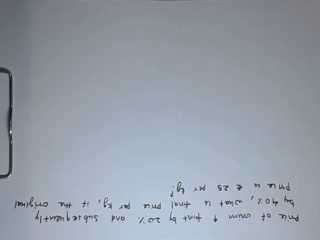 Price of onion ↑ first by 20% and subsequently
by 40%, what is final price per kg, if the original
Price is ₹ 25 per kg?